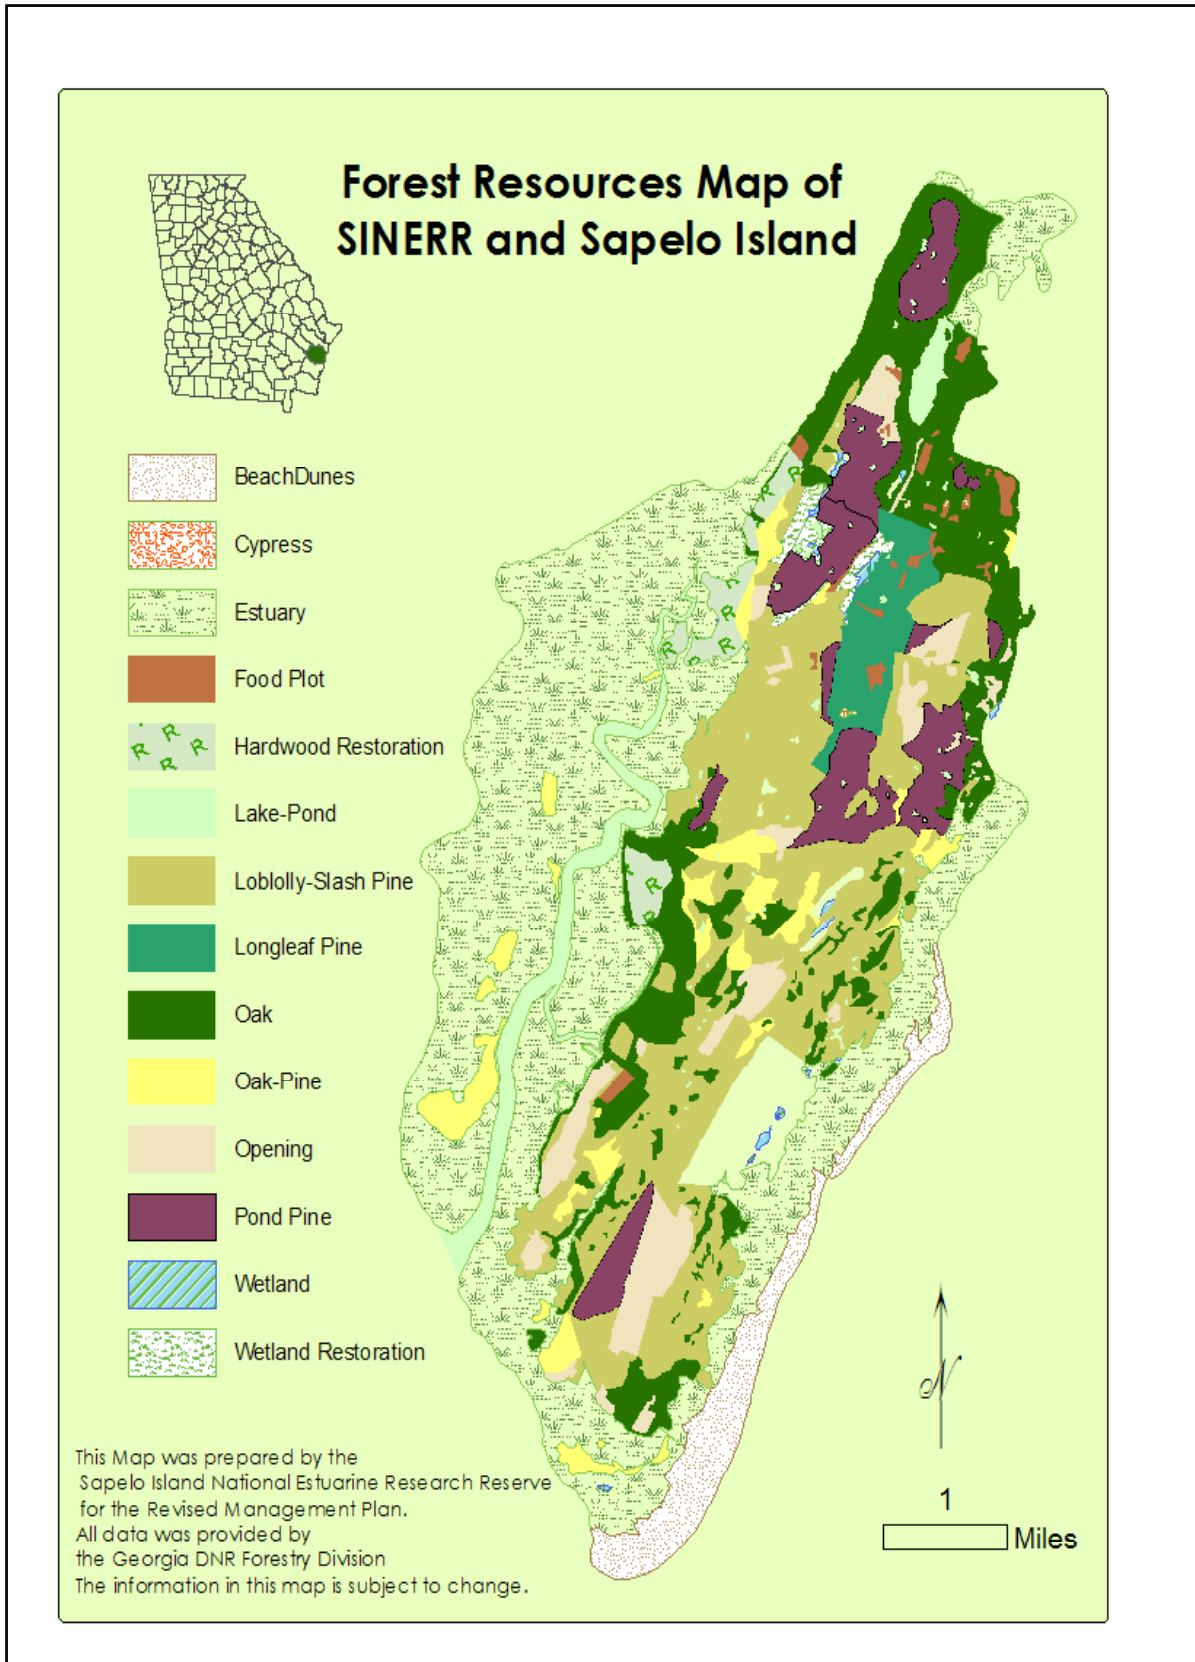 Forest Resources Map of
SINERR and Sapelo Island
BeachDunes
Cypress
Estuary
Food Plot
R R R R Hardwood Restoration
Lake-Pond
Loblolly-Slash Pine
Longleaf Pine
Oak
Oak-Pine
Opening
Pond Pine
Wetland
Wetland Restoration
R
R
R
R
R
R
R
R
R
N
1
Miles
This Map was prepared by the
Sapelo Island National Estuarine Research Reserve
for the Revised Management Plan.
All data was provided by
the Georgia DNR Forestry Division
The information in this map is subject to change.